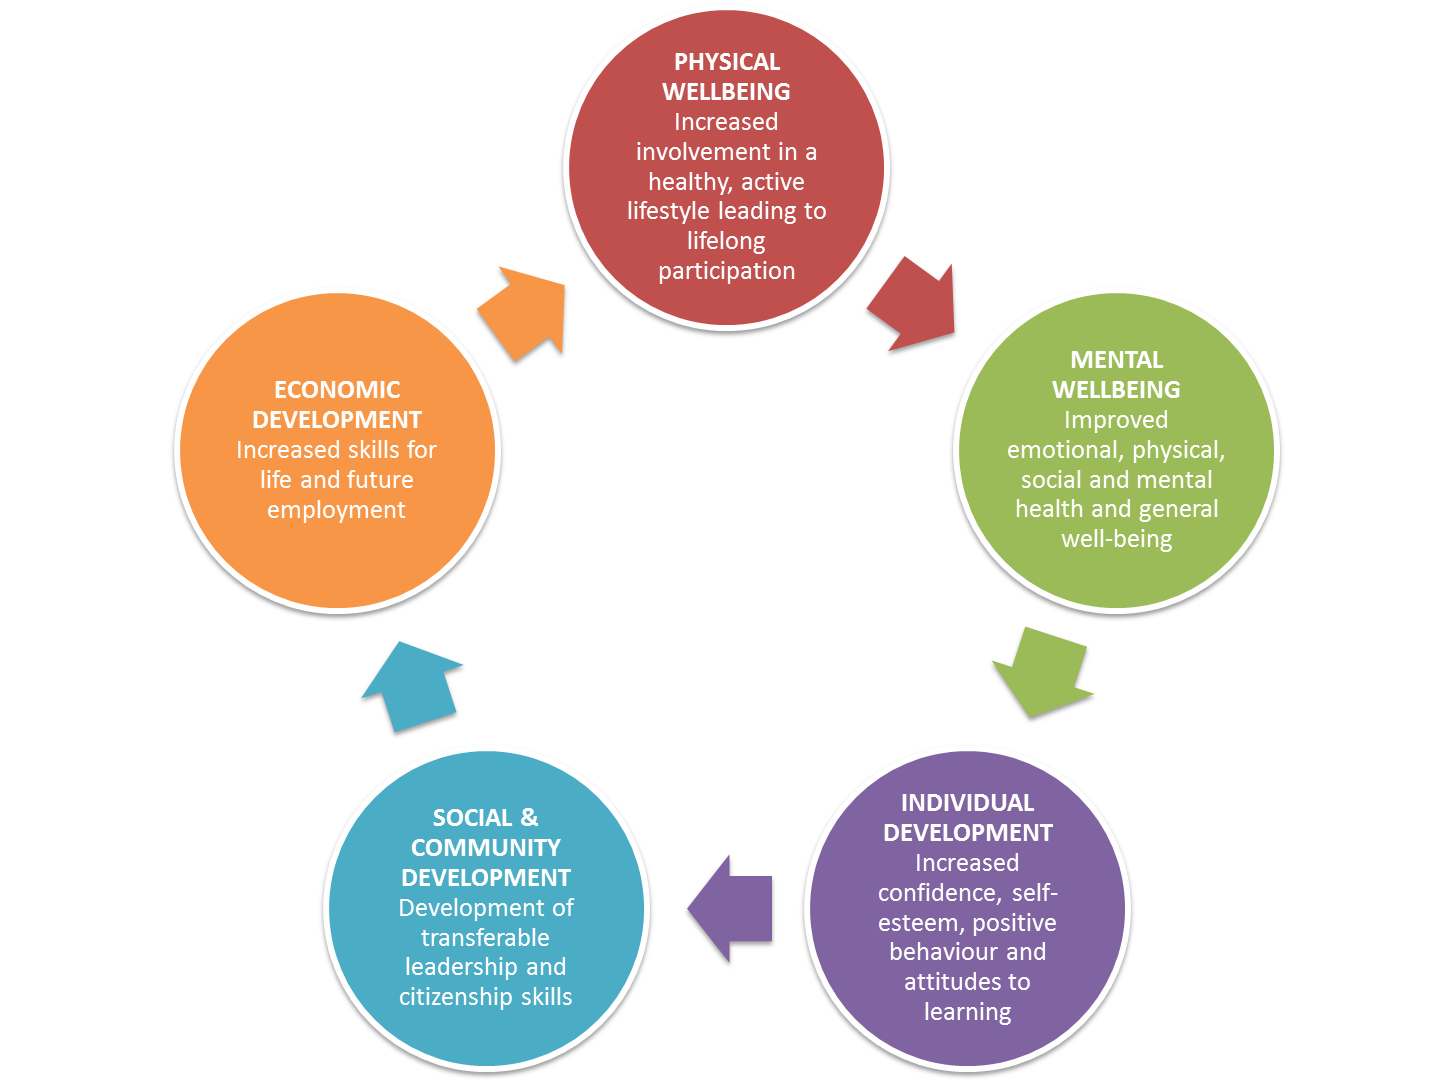 PHYSICAL
WELLBEING
Increased
involvement in a
healthy, active
lifestyle leading to
lifelong
participation
MENTAL
WELLBEING
Improved
emotional, physical,
social and mental
health and general
well-being
INDIVIDUAL
DEVELOPMENT
Increased
confidence, self-
esteem, positive
behaviour and
attitudes to
learning
SOCIAL &
COMMUNITY
DEVELOPMENT
Development of
transferable
leadership and
citizenship skills
ECONOMIC
DEVELOPMENT
Increased skills for
life and future
employment